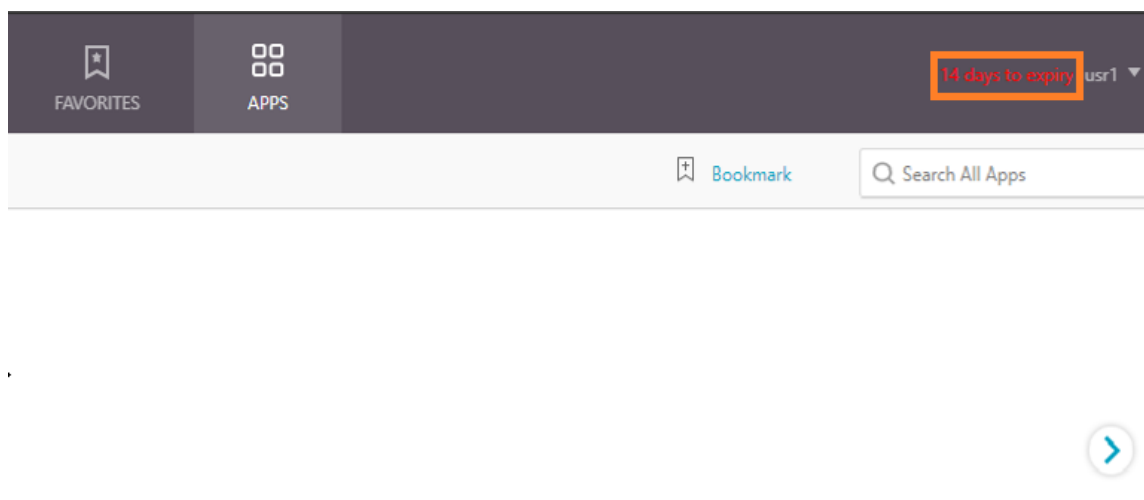 FAVORITES
APPS
14 days to expiry usr1
Bookmark
Search All Apps